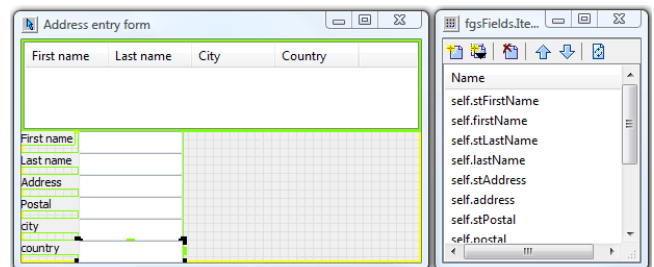 Address entry form
First name Last name City Country
First name
Last name
Address
Postal
city
country
fgsFields.Ite...
Name
self.stFirstName
self.firstName
self.stLastName
self.lastName
self.stAddress
self.address
self.stPostal
self.postal